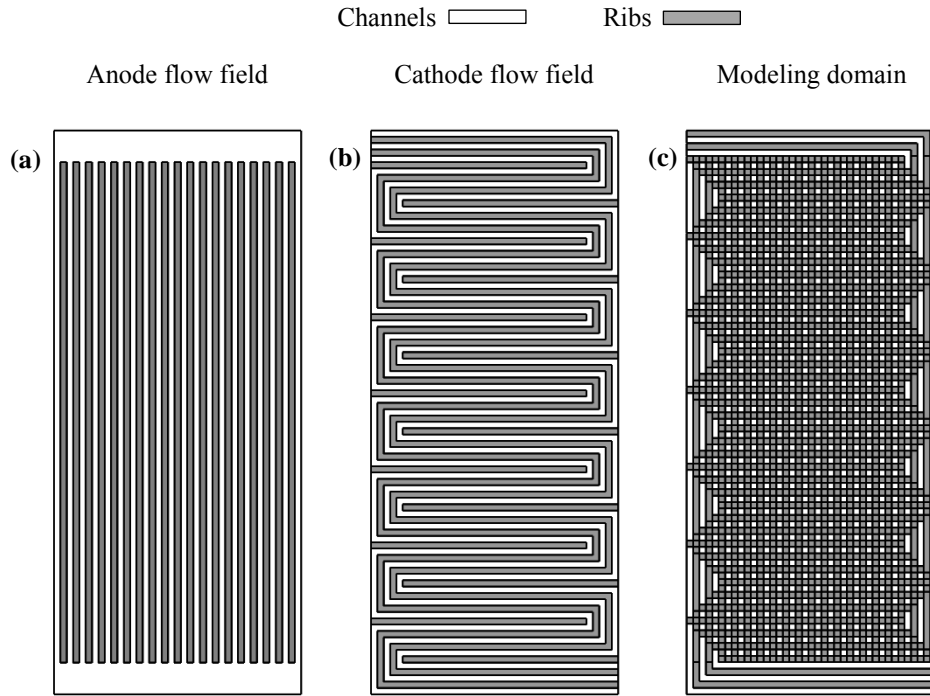 Channels Ribs
Anode flow field Cathode flow field Modeling domain
(a) (b) (c)